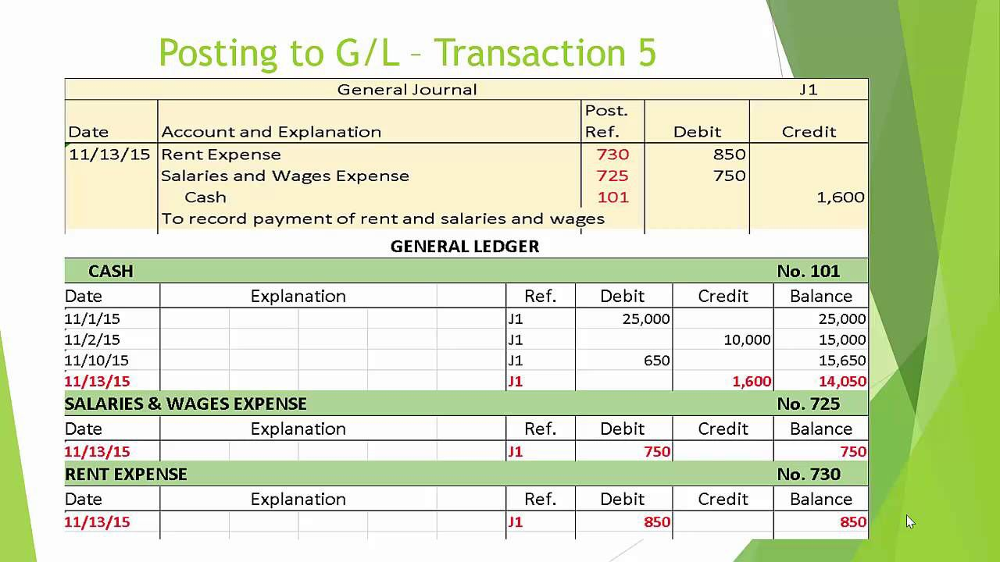 Posting to G/L – Transaction 5
General Journal J1
Post.
Date Account and Explanation Ref. Debit Credit
11/13/15 Rent Expense 730 850
Salaries and Wages Expense 725 750
Cash 101 1,600
To record payment of rent and salaries and wages
GENERAL LEDGER
CASH No. 101
Date Explanation Ref. Debit Credit Balance
11/1/15 J1 25,000 25,000
11/2/15 J1 10,000 15,000
11/10/15 J1 650 15,650
11/13/15 J1 1,600 14,050
SALARIES & WAGES EXPENSE No. 725
Date Explanation Ref. Debit Credit Balance
11/13/15 J1 750 750
RENT EXPENSE No. 730
Date Explanation Ref. Debit Credit Balance
11/13/15 J1 850 850